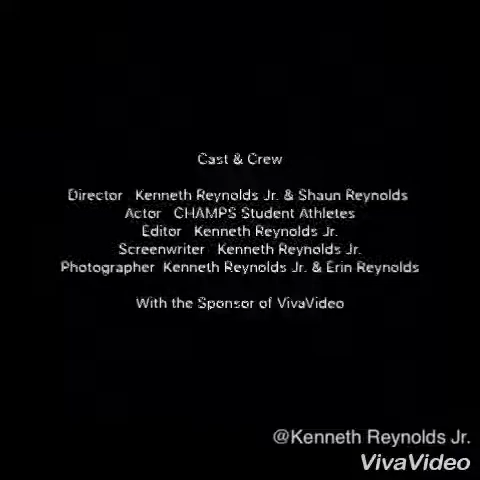 Cast & Crew
Director Kenneth Reynolds Jr. & Shaun Reynolds
Actor CHAMPS Student Athletes
Editor Kenneth Reynolds Jr.
Screenwriter Kenneth Reynolds Jr.
Photographer Kenneth Reynolds Jr. & Erin Reynolds
With the Sponsor of VivaVideo
@Kenneth Reynolds Jr.
VivaVideo